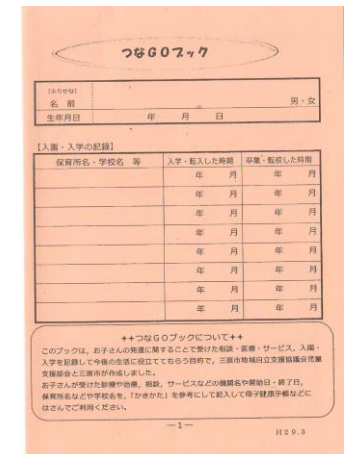 つなGOブック
(ふりがな)
名 前 男・女
生年月日 年 月 日
【入園・入学の記録】
保育所名・学校名 等 入学・転入した時期 卒業・転校した時期
年 月 年 月
年 月 年 月
年 月 年 月
年 月 年 月
年 月 年 月
年 月 年 月
年 月 年 月
年 月 年 月
++つなGOブックについて++
このブックは、お子さんの発達に関することで受けた相談・医療・サービス、入園・
入学を記録して今後の生活に役立ててもらう目的で、三原市地域自立支援協議会児童
支援部会と三原市が作成しました。
お子さんが受けた診療や治療、相談、サービスなどの機関名や開始日・終了日、
保育所名などや学校名を、「かきかた」を参考にして記入して母子健康手帳などに
はさんでご利用ください。
—1—
H29.3